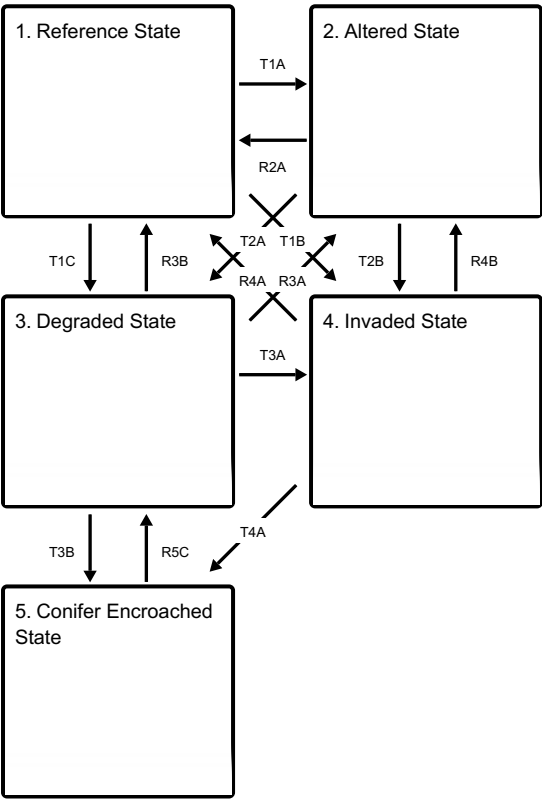 1. Reference State
2. Altered State
T1A
R2A
T2A
T1B
T1C
R3B
T2B
R4B
R4A
R3A
3. Degraded State
4. Invaded State
T3A
T4A
T3B
R5C
5. Conifer Encroached
State